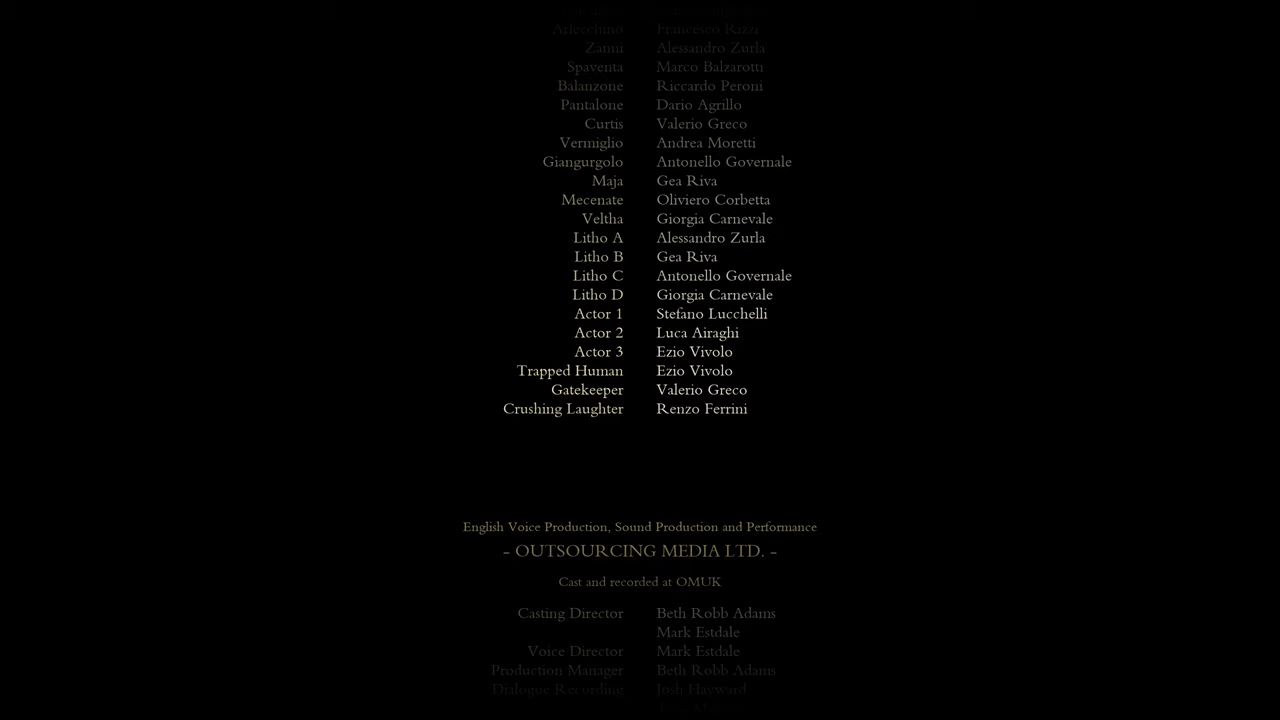 Arlecchino Francesco Rizzi
Zanni Alessandro Zurla
Spaventa Marco Balzarotti
Balanzone Riccardo Peroni
Pantalone Dario Agrillo
Curtis Valerio Greco
Vermiglio Andrea Moretti
Giangurgolo Antonello Governale
Maja Gea Riva
Mecenate Oliviero Corbetta
Veltha Giorgia Carnevale
Litho A Alessandro Zurla
Litho B Gea Riva
Litho C Antonello Governale
Litho D Giorgia Carnevale
Actor 1 Stefano Lucchelli
Actor 2 Luca Airaghi
Actor 3 Ezio Vivolo
Trapped Human Ezio Vivolo
Gatekeeper Valerio Greco
Crushing Laughter Renzo Ferrini
English Voice Production, Sound Production and Performance
- OUTSOURCING MEDIA LTD. -
Cast and recorded at OMUK
Casting Director Beth Robb Adams
Mark Estdale
Voice Director Mark Estdale
Production Manager Beth Robb Adams
Dialogue Recording Josh Hayward